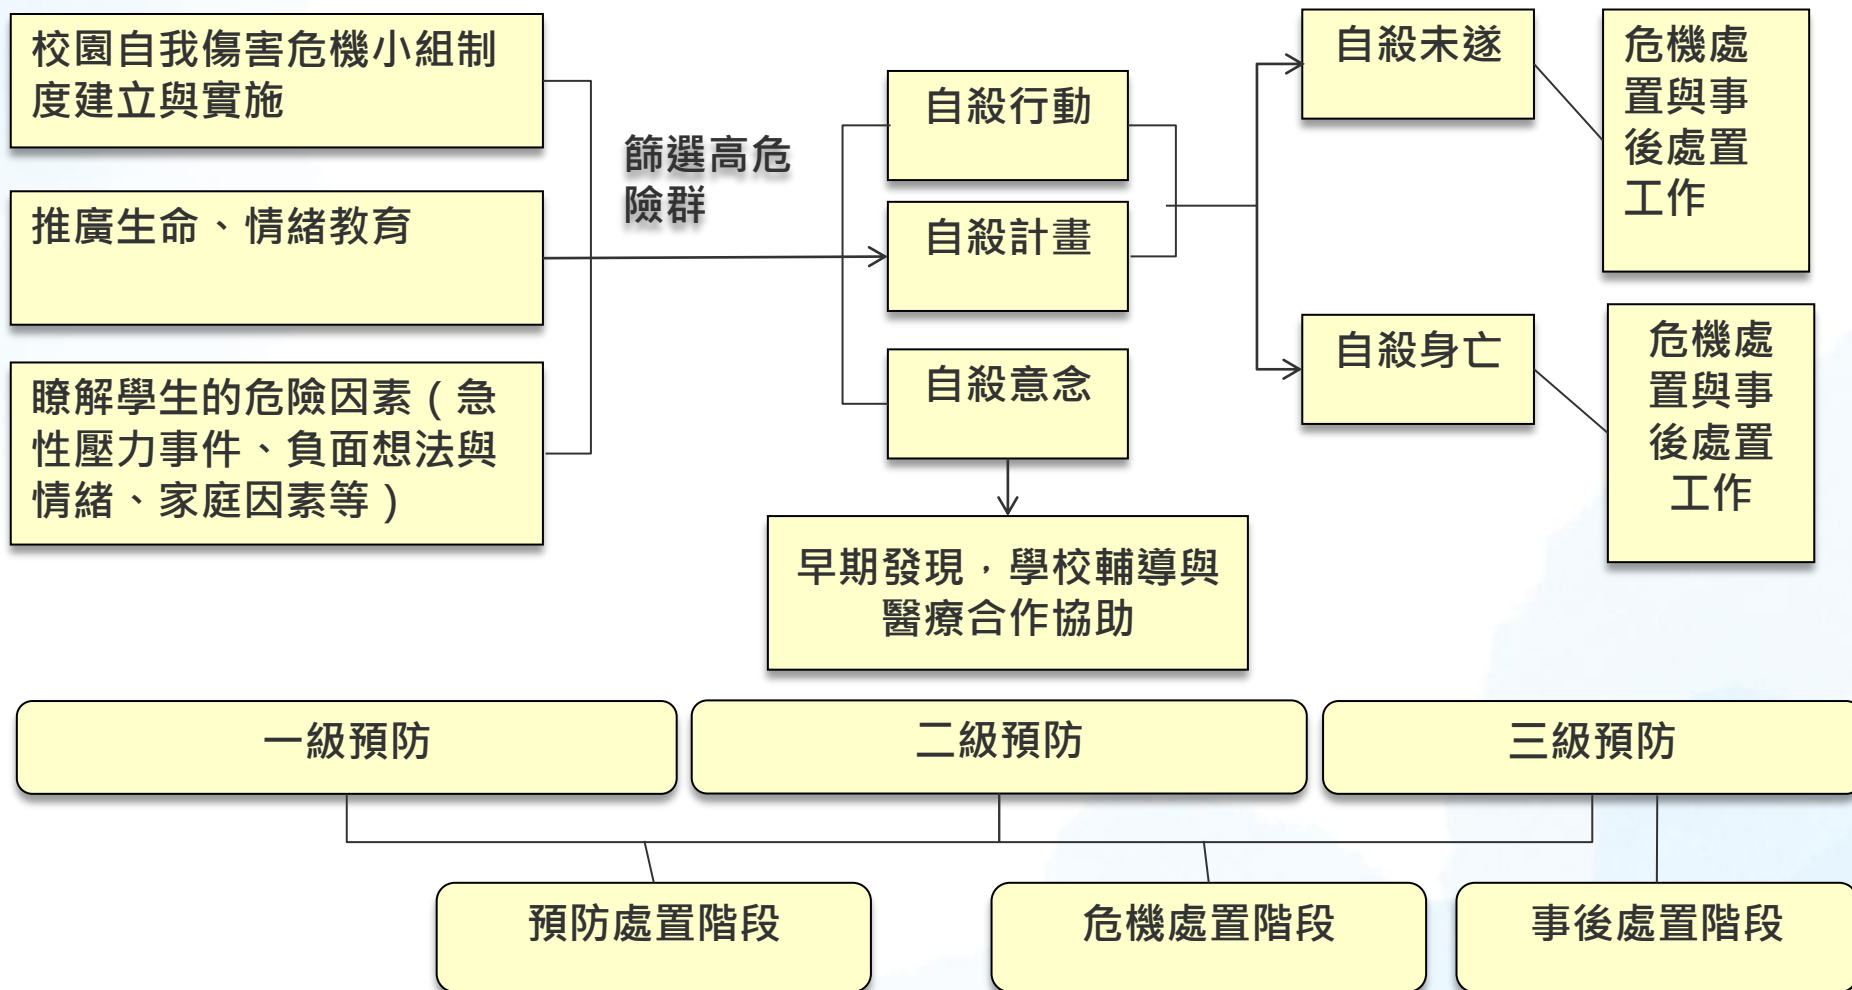 校園自我傷害危機小組制
度建立與實施
推廣生命、情緒教育
瞭解學生的危險因素（急
性壓力事件、負面想法與
情緒、家庭因素等）
篩選高危
險群
自殺行動
自殺計畫
自殺意念
早期發現，學校輔導與
醫療合作協助
自殺未遂
危機處
置與事
後處置
工作
自殺身亡
危機處
置與事
後處置
工作
一級預防
二級預防
三級預防
預防處置階段
危機處置階段
事後處置階段